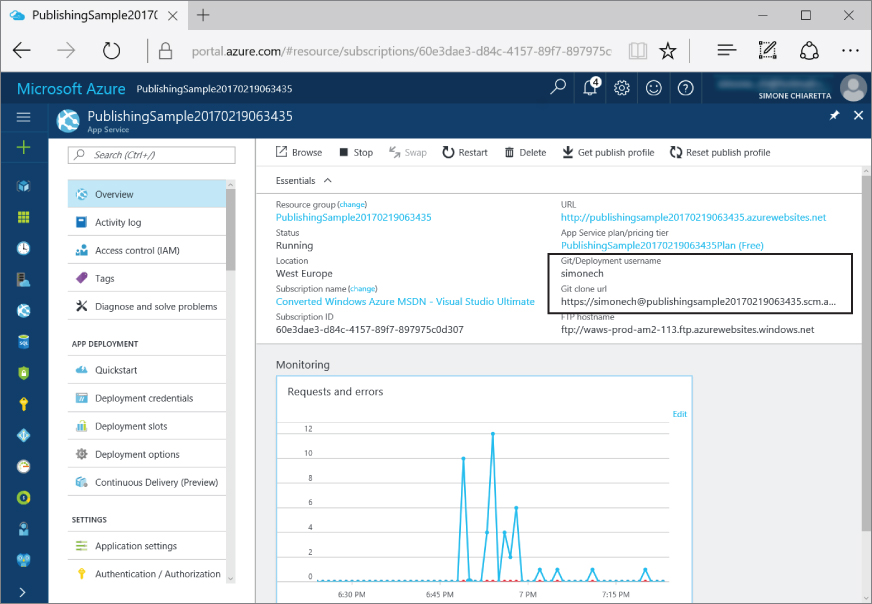 PublishingSample2017
portal.azure.com/#resource/subscriptions/60e3dae3-d84c-4157-89f7-897975c
Microsoft Azure PublishingSample20170219063435
4
SIMONE CHIARETTA
PublishingSample20170219063435
App Service
Search (Ctrl+/)
Overview
Activity log
Access control (IAM)
Tags
Diagnose and solve problems
APP DEPLOYMENT
Quickstart
Deployment credentials
Deployment slots
Deployment options
Continuous Delivery (Preview)
SETTINGS
Application settings
Authentication / Authorization
Browse Stop Swap Restart Delete Get publish profile Reset publish profile
Essentials
Resource group (change)
PublishingSample20170219063435
Status
Running
Location
West Europe
Subscription name (change)
Converted Windows Azure MSDN - Visual Studio Ultimate
Subscription ID
60e3dae3-d84c-4157-89f7-897975c0d307
URL
http://publishingsample20170219063435.azurewebsites.net
App Service plan/pricing tier
PublishingSample20170219063435Plan (Free)
Git/Deployment username
simonech
Git clone url
https://simonech@publishingsample20170219063435.scm.a...
FTP hostname
ftp://waws-prod-am2-113.ftp.azurewebsites.windows.net
Monitoring
Requests and errors
Edit
12
10
8
6
4
2
0
6:30 PM 6:45 PM 7 PM 7:15 PM